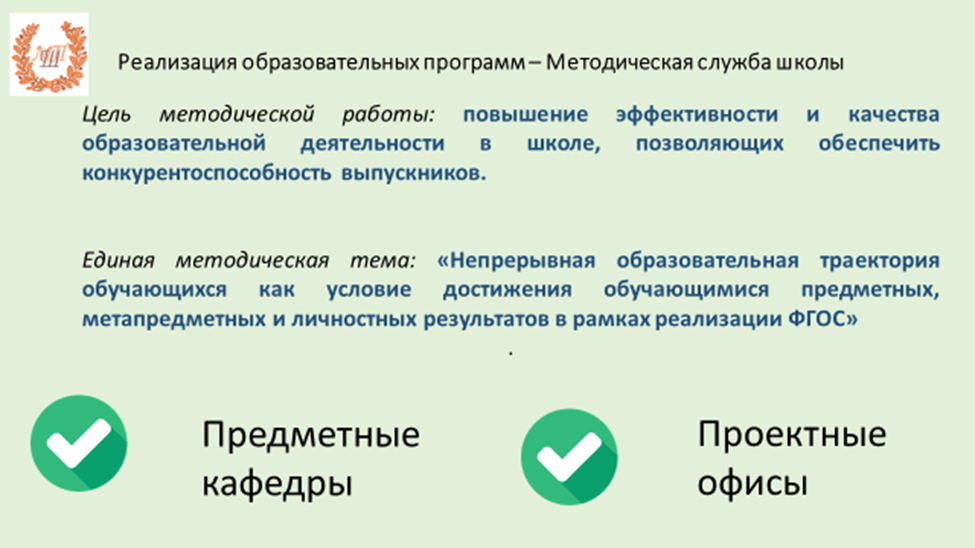 Реализация образовательных программ – Методическая служба школы
Цель методической работы: повышение эффективности и качества
образовательной деятельности в школе, позволяющих обеспечить
конкурентоспособность выпускников.
Единая методическая тема: «Непрерывная образовательная траектория
обучающихся как условие достижения обучающимися предметных,
метапредметных и личностных результатов в рамках реализации ФГОС»
.
Предметные
кафедры
Проектные
офисы